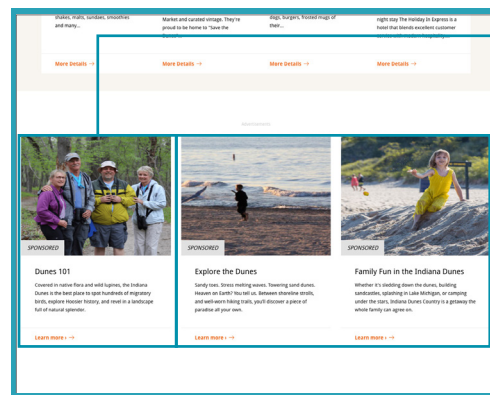 shakes, malts, sundaes, smoothies
and many...
More Details →
Market and curated vintage. They're
proud to be home to "Save the
More Details →
dogs, burgers, frosted mugs of
their...
More Details →
night stay The Holiday In Express is a
hotel that blends excellent customer
More Details →
Advertisement
SPONSORED
Dunes 101
Covered in native flora and wild lupines, the Indiana
Dunes is the best place to spot hundreds of migratory
birds, explore Hoosier history, and revel in a landscape
full of natural splendor.
Learn more › →
Explore the Dunes
Sandy toes. Stress melting waves. Towering sand dunes.
Heaven on Earth? You tell us. Between shoreline strolls,
and well-worn hiking trails, you'll discover a piece of
paradise all your own.
Learn more › →
SPONSORED
SPONSORED
Family Fun in the Indiana Dunes
Whether it's sledding down the dunes, building
sandcastles, splashing in Lake Michigan, or camping
under the stars, Indiana Dunes Country is a getaway the
whole family can agree on.
Learn more › →